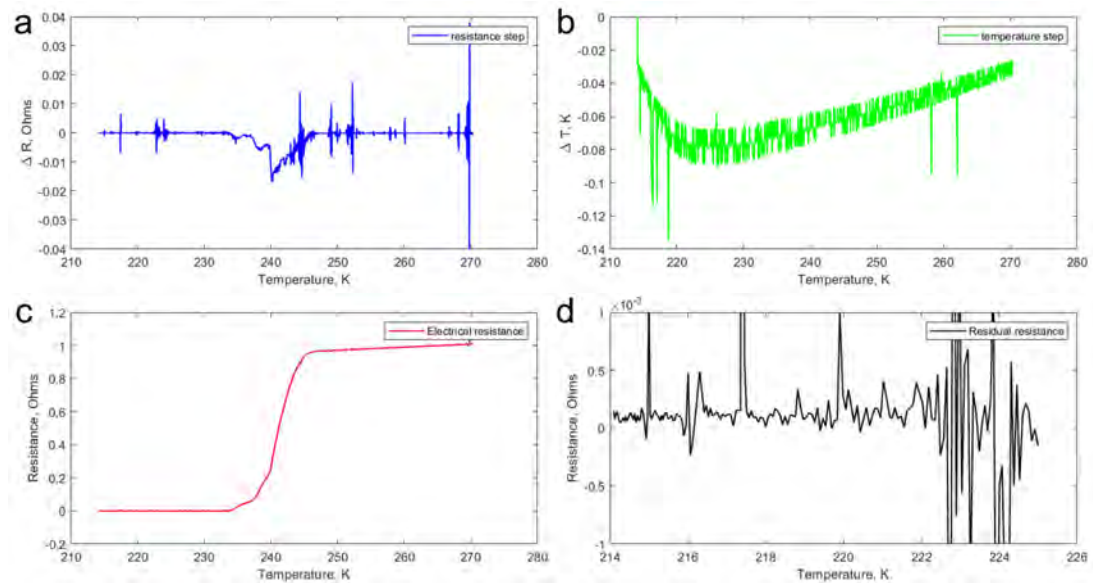 a
0.04
0.03
0.02
0.01
0
-0.01
-0.02
-0.03
-0.04
Δ R, Ohms
resistance step
210 220 230 240 250 260 270 280
Temperature, K
b
0
-0.02
-0.04
-0.06
-0.08
-0.1
-0.12
-0.14
Δ T, K
temperature step
210 220 230 240 250 260 270 280
Temperature, K
c
1.2
1
0.8
0.6
0.4
0.2
0
-0.2
Resistance, Ohms
Electrical resistance
210 220 230 240 250 260 270 280
Temperature, K
d
×10-3
1
0.5
0
-0.5
-1
Resistance, Ohms
Residual resistance
214 216 218 220 222 224 226
Temperature, K